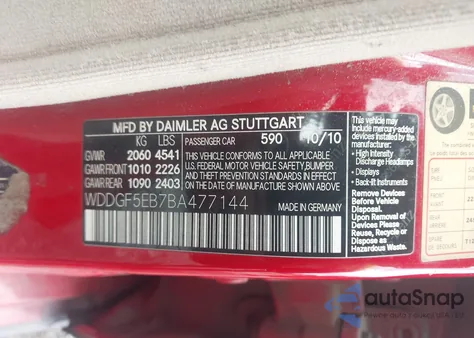 MFD BY DAIMLER AG STUTTGART
KG LBS
GVWR 2060 4541
GAWR FRONT 1010 2226
GAWR REAR 1090 2403
PASSENGER CAR 590 10/10
THIS VEHICLE CONFORMS TO ALL APPLICABLE
U.S. FEDERAL MOTOR VEHICLE SAFETY, BUMPER
AND THEFT PREVENTION STANDARDS IN EFFECT
ON THE DATE OF MANUFACTURE SHOWN ABOVE
WDDGF5EB7BA477144
MADE IN GERMANY
This Vehicle may
Include mercury-added
devices:
- High Intensity
Discharge Headlamps
- Displays
- Back-lit Instruments
Remove Devices
Before Vehicle
Disposal.
Upon Removal of
Devices Please
Reuse, Recycle or
Dispose as
Hazardous Waste.
autoSnap